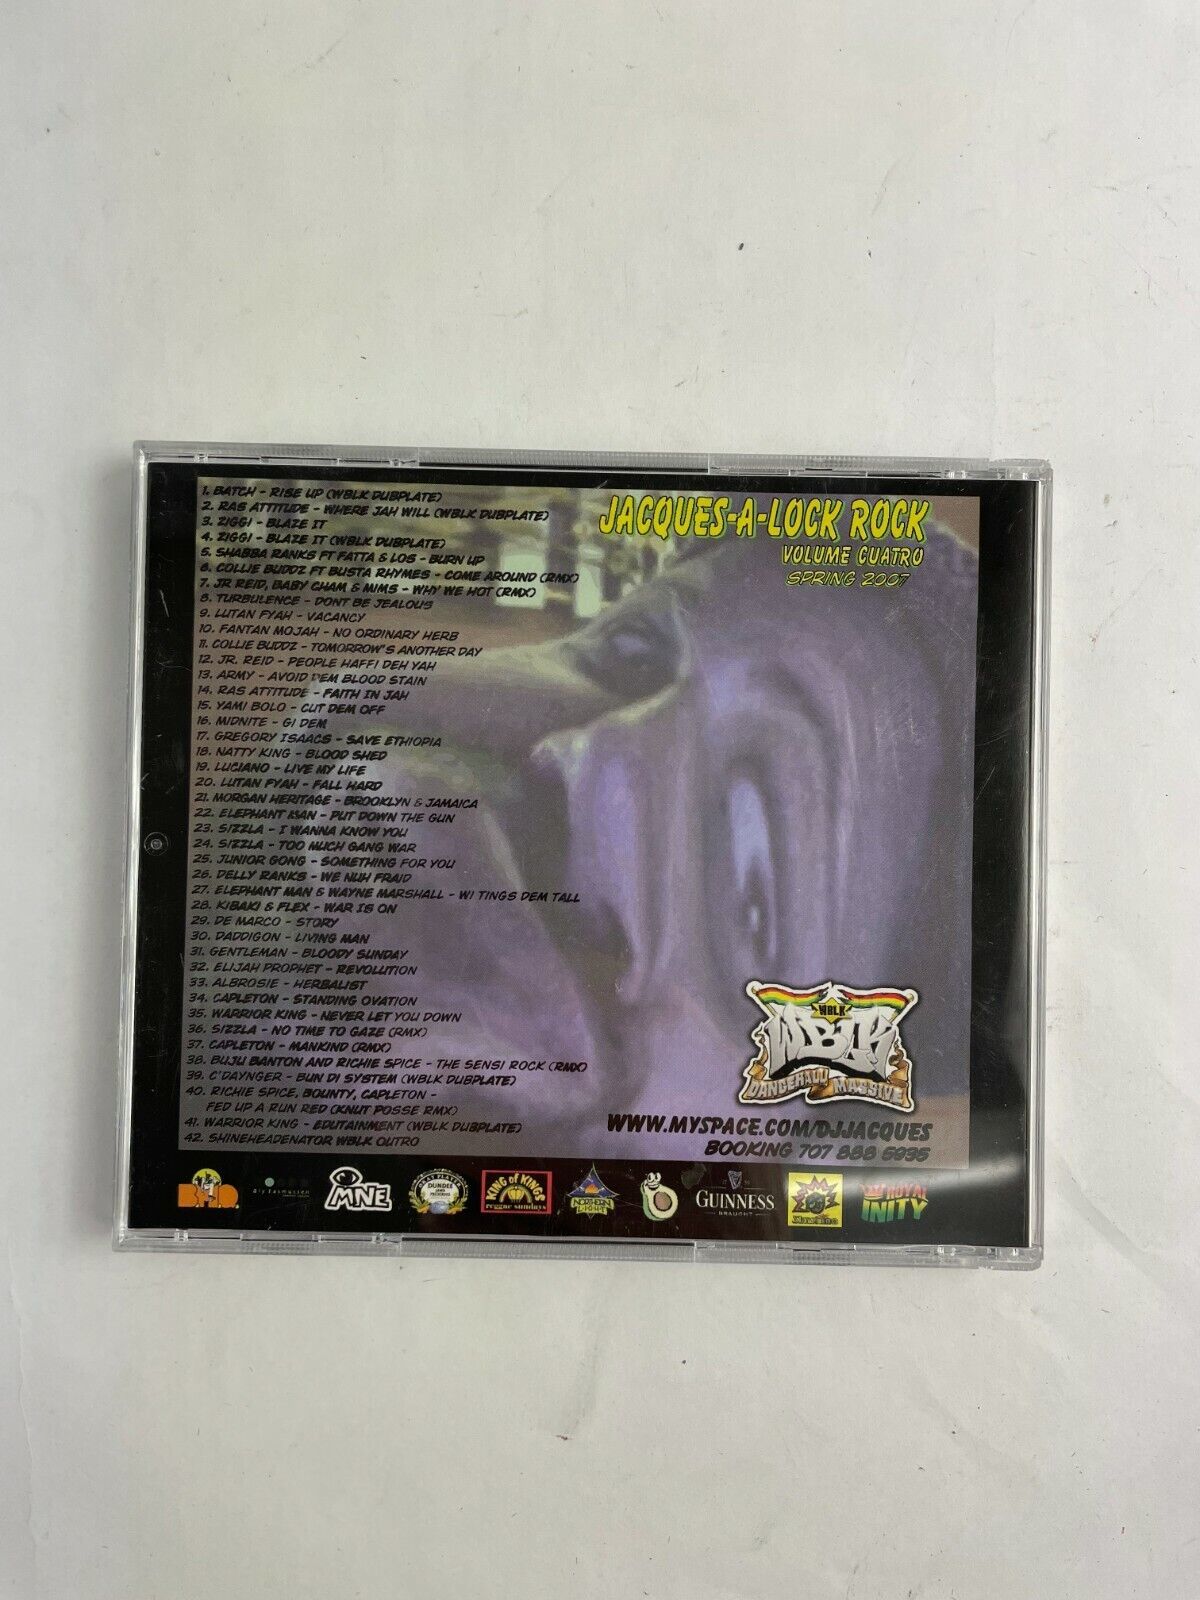 1. BATCH - RISE UP (WBLK DUBPLATE)
2. RAS ATTITUDE - WHERE JAH WILL (WBLK DUBPLATE)
3. ZIGGI - BLAZE IT
4. ZIGGI - BLAZE IT (WBLK DUBPLATE)
5. SHABBA RANKS FT FATTA & LOS - BURN UP
6. COLLIE BUDDZ FT BUSTA RHYMES - COME AROUND (RMX)
7. JR REID, BABY CHAM & MIMS - WHY WE HOT (RMX)
8. TURBULENCE - DONT BE JEALOUS
9. LUTAN FYAH - VACANCY
10. FANTAN MOJAH - NO ORDINARY HERB
11. COLLIE BUDDZ - TOMORROW'S ANOTHER DAY
12. JR. REID - PEOPLE HAFFI DEH YAH
13. ARMY - AVOID DEM BLOOD STAIN
14. RAS ATTITUDE - FAITH IN JAH
15. YAMI BOLO - CUT DEM OFF
16. MIDNITE - GI DEM
17. GREGORY ISAACS - SAVE ETHIOPIA
18. NATTY KING - BLOOD SHED
19. LUCIANO - LIVE MY LIFE
20. LUTAN FYAH - FALL HARD
21. MORGAN HERITAGE - BROOKLYN & JAMAICA
22. ELEPHANT MAN - PUT DOWN THE GUN
23. SIZZLA - I WANNA KNOW YOU
24. SIZZLA - TOO MUCH GANG WAR
25. JUNIOR GONG - SOMETHING FOR YOU
26. DELLY RANKS - WE NUH FRAID
27. ELEPHANT MAN & WAYNE MARSHALL - WI TINGS DEM TALL
28. KIBAKI & FLEX - WAR IS ON
29. DE MARCO - STORY
30. DADDIGON - LIVING MAN
31. GENTLEMAN - BLOODY SUNDAY
32. ELIJAH PROPHET - REVOLUTION
33. ALBROSIE - HERBALIST
34. CAPLETON - STANDING OVATION
35. WARRIOR KING - NEVER LET YOU DOWN
36. SIZZLA - NO TIME TO GAZE (RMX)
37. CAPLETON - MANKIND (RMX)
38. BUJU BANTON AND RICHIE SPICE - THE SENSI ROCK (RMX)
39. C'DAYNGER - BUN DI SYSTEM (WBLK DUBPLATE)
40. RICHIE SPICE, BOUNTY, CAPLETON -
FED UP A RUN RED (KNUT POSSE RMX)
41. WARRIOR KING - EDUTAINMENT (WBLK DUBPLATE)
42. SHINEHEADENATOR WBLK OUTRO
JACQUES-A-LOCK ROCK
VOLUME CUATRO
SPRING 2007
WBLK
WBLK
DANCEHALL MASSIVE
WWW.MYSPACE.COM/DJJACQUES
BOOKING 707 888 5935
MNE
KING of KINGS
reggae sundays
NORTHERN LIGHTS
GUINNESS
DRAUGHT
ROYAL
INITY